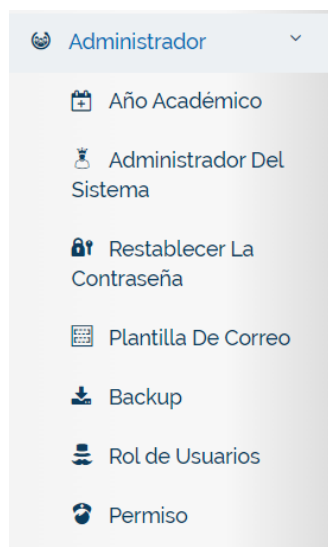 Administrador
Año Académico
Administrador Del
Sistema
Restablecer La
Contraseña
Plantilla De Correo
Backup
Rol de Usuarios
Permiso